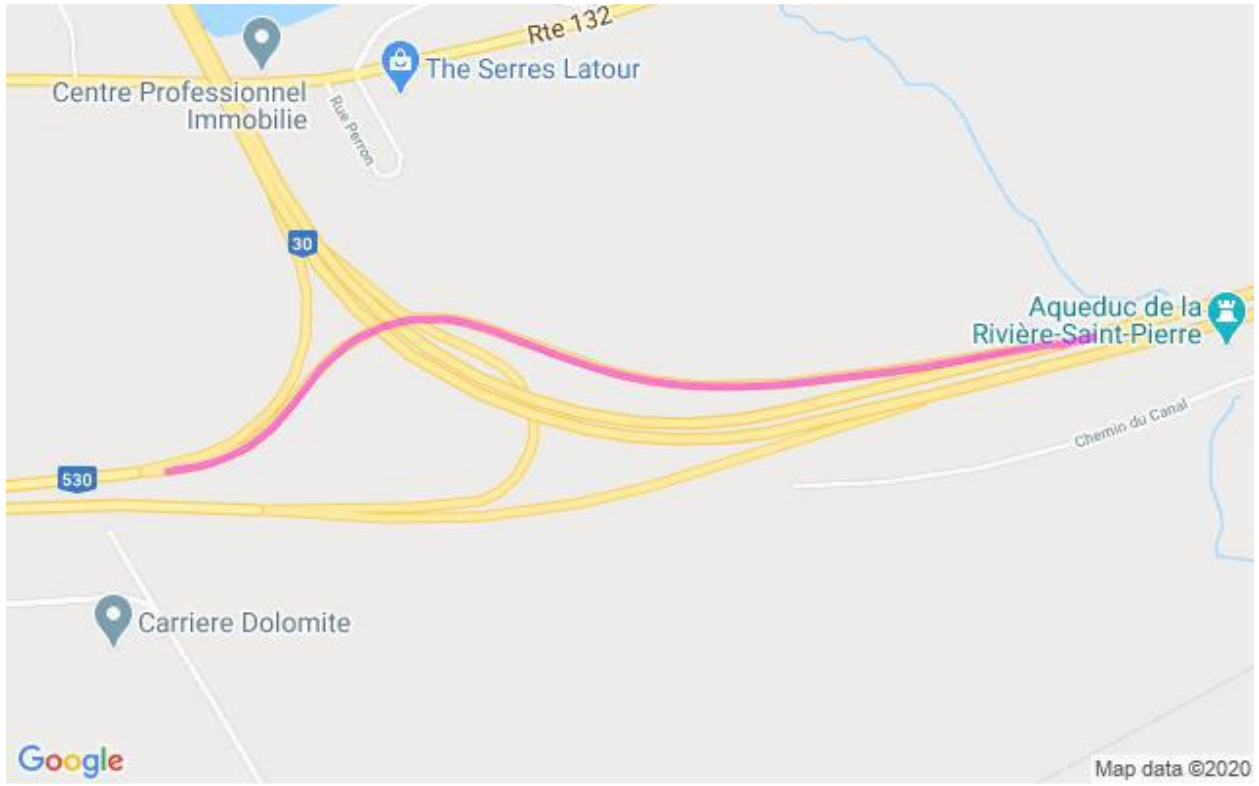 Rte 132
The Serres Latour
Centre Professionnel
Immobilie
Rue Perron
30
Aqueduc de la
Rivière-Saint-Pierre
Chemin du Canal
530
Carriere Dolomite
Google
Map data ©2020